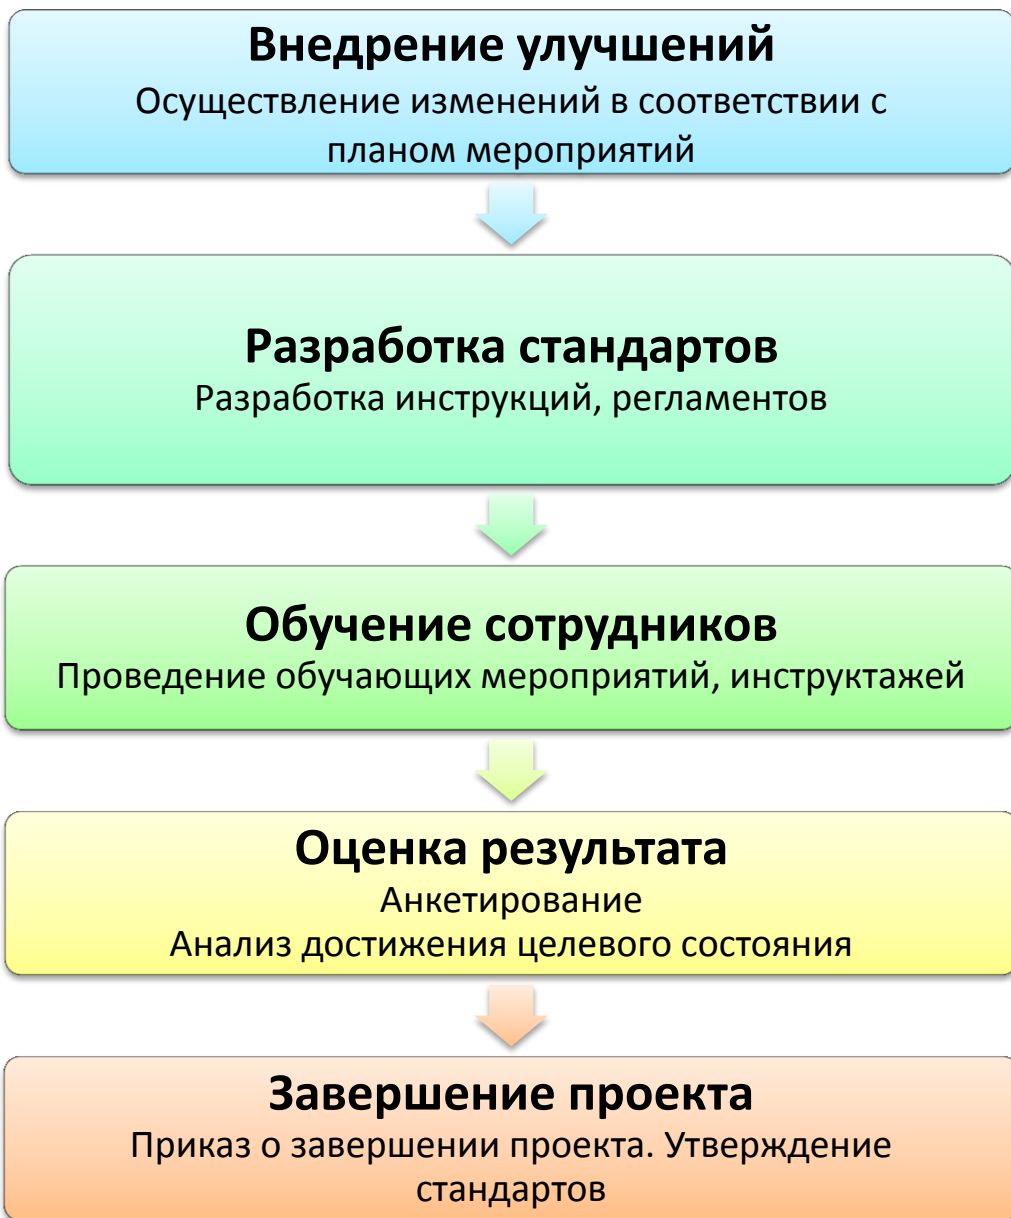 Внедрение улучшений
Осуществление изменений в соответствии с
планом мероприятий
Разработка стандартов
Разработка инструкций, регламентов
Обучение сотрудников
Проведение обучающих мероприятий, инструктажей
Оценка результата
Анкетирование
Анализ достижения целевого состояния
Завершение проекта
Приказ о завершении проекта. Утверждение
стандартов